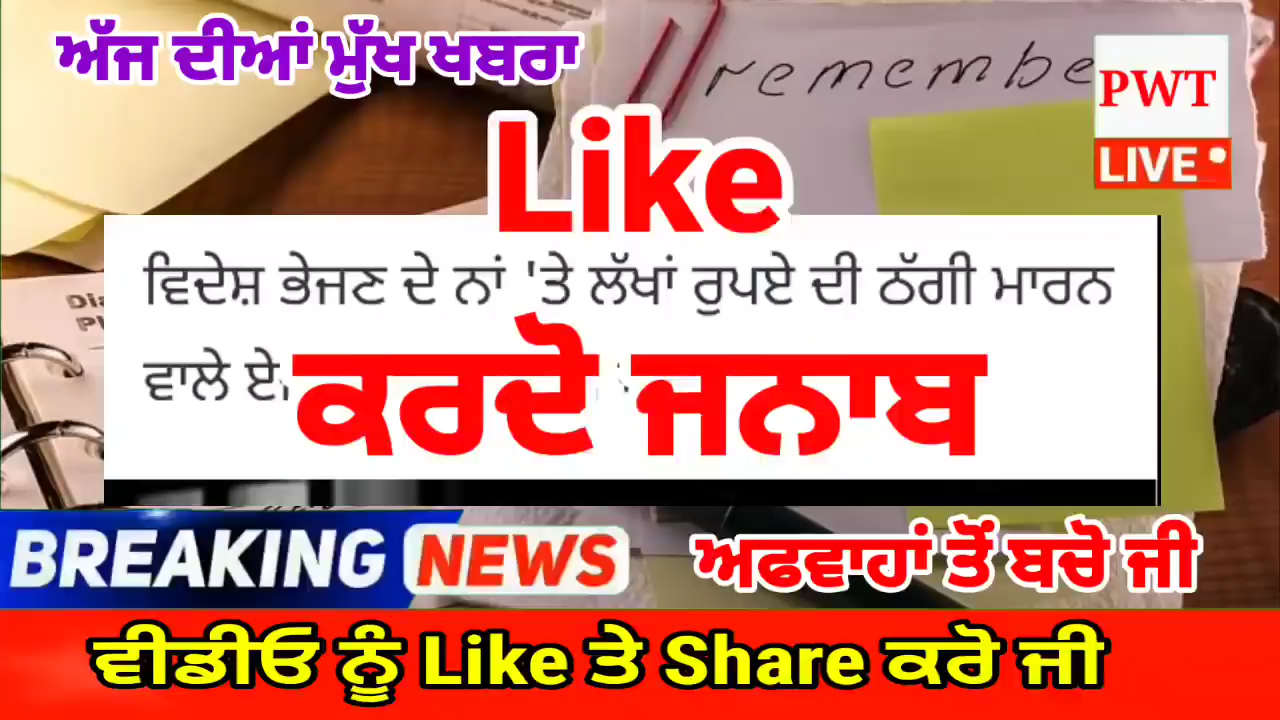 ਅੱਜ ਦੀਆਂ ਮੁੱਖ ਖਬਰਾ
remembe
PWT
LIVE
Like
ਵਿਦੇਸ਼ ਭੇਜਣ ਦੇ ਨਾਂ 'ਤੇ ਲੱਖਾਂ ਰੁਪਏ ਦੀ ਠੱਗੀ ਮਾਰਨ
ਵਾਲੇ
ਕਰਦੋ ਜਨਾਬ
BREAKING NEWS
ਅਫਵਾਹਾਂ ਤੋਂ ਬਚੋ ਜੀ
ਵੀਡੀਓ ਨੂੰ Like ਤੇ Share ਕਰੋ ਜੀ